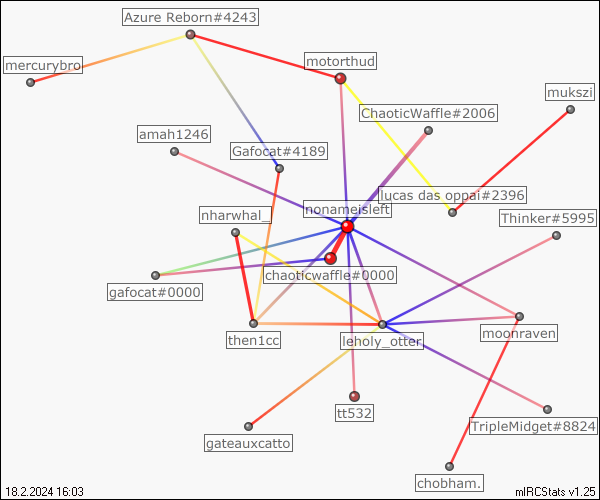 Azure Reborn#4243
mercurybro
motorthud
mukszi
ChaoticWaffle#2006
amah1246
Gafocat#4189
lucas das oppai#2396
nonameisleft
nharwhal_
Thinker#5995
chaoticwaffle#0000
gafocat#0000
then1cc
leholy_otter
moonraven
tt532
TripleMidget#8824
gateauxcatto
chobham.
18.2.2024 16:03
mIRCStats v1.25